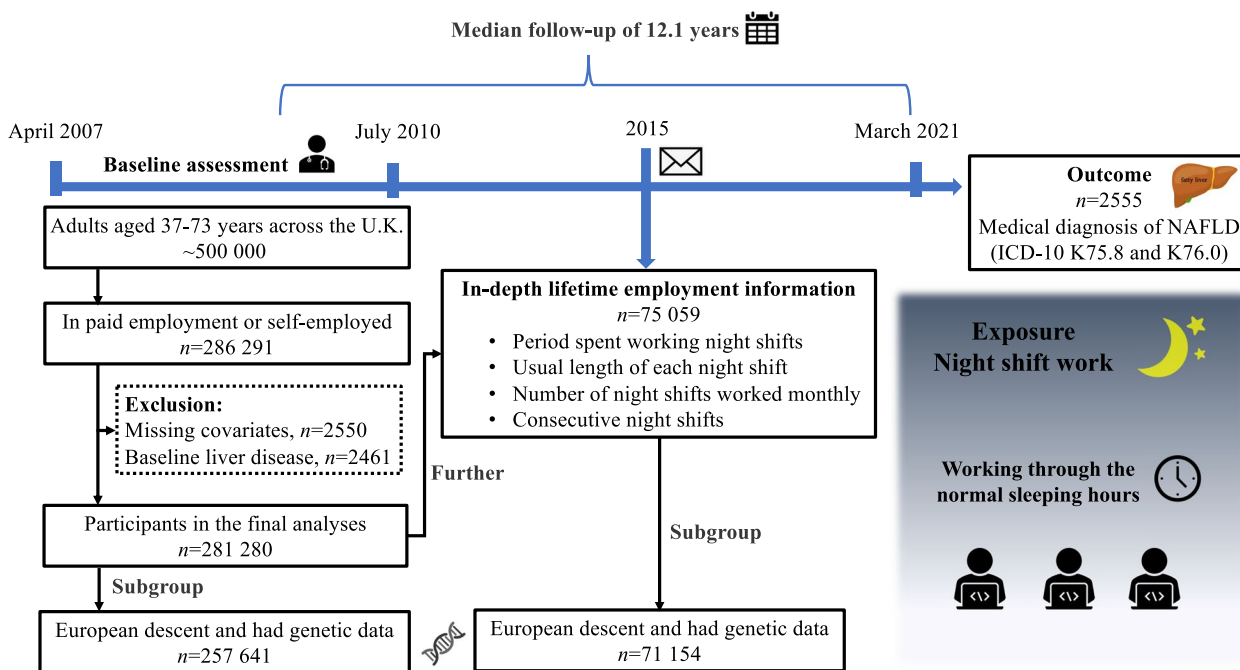 Median follow-up of 12.1 years
April 2007
July 2010
2015
March 2021
Baseline assessment
Adults aged 37-73 years across the U.K.
~500 000
In paid employment or self-employed
n=286 291
Exclusion:
Missing covariates, n=2550
Baseline liver disease, n=2461
Participants in the final analyses
n=281 280
Subgroup
European descent and had genetic data
n=257 641
Further
In-depth lifetime employment information
n=75 059
• Period spent working night shifts
• Usual length of each night shift
• Number of night shifts worked monthly
• Consecutive night shifts
Subgroup
European descent and had genetic data
n=71 154
Outcome
n=2555
fatty liver
Medical diagnosis of NAFLD
(ICD-10 K75.8 and K76.0)
Exposure
Night shift work
Working through the
normal sleeping hours
<\>
<\>
<\>